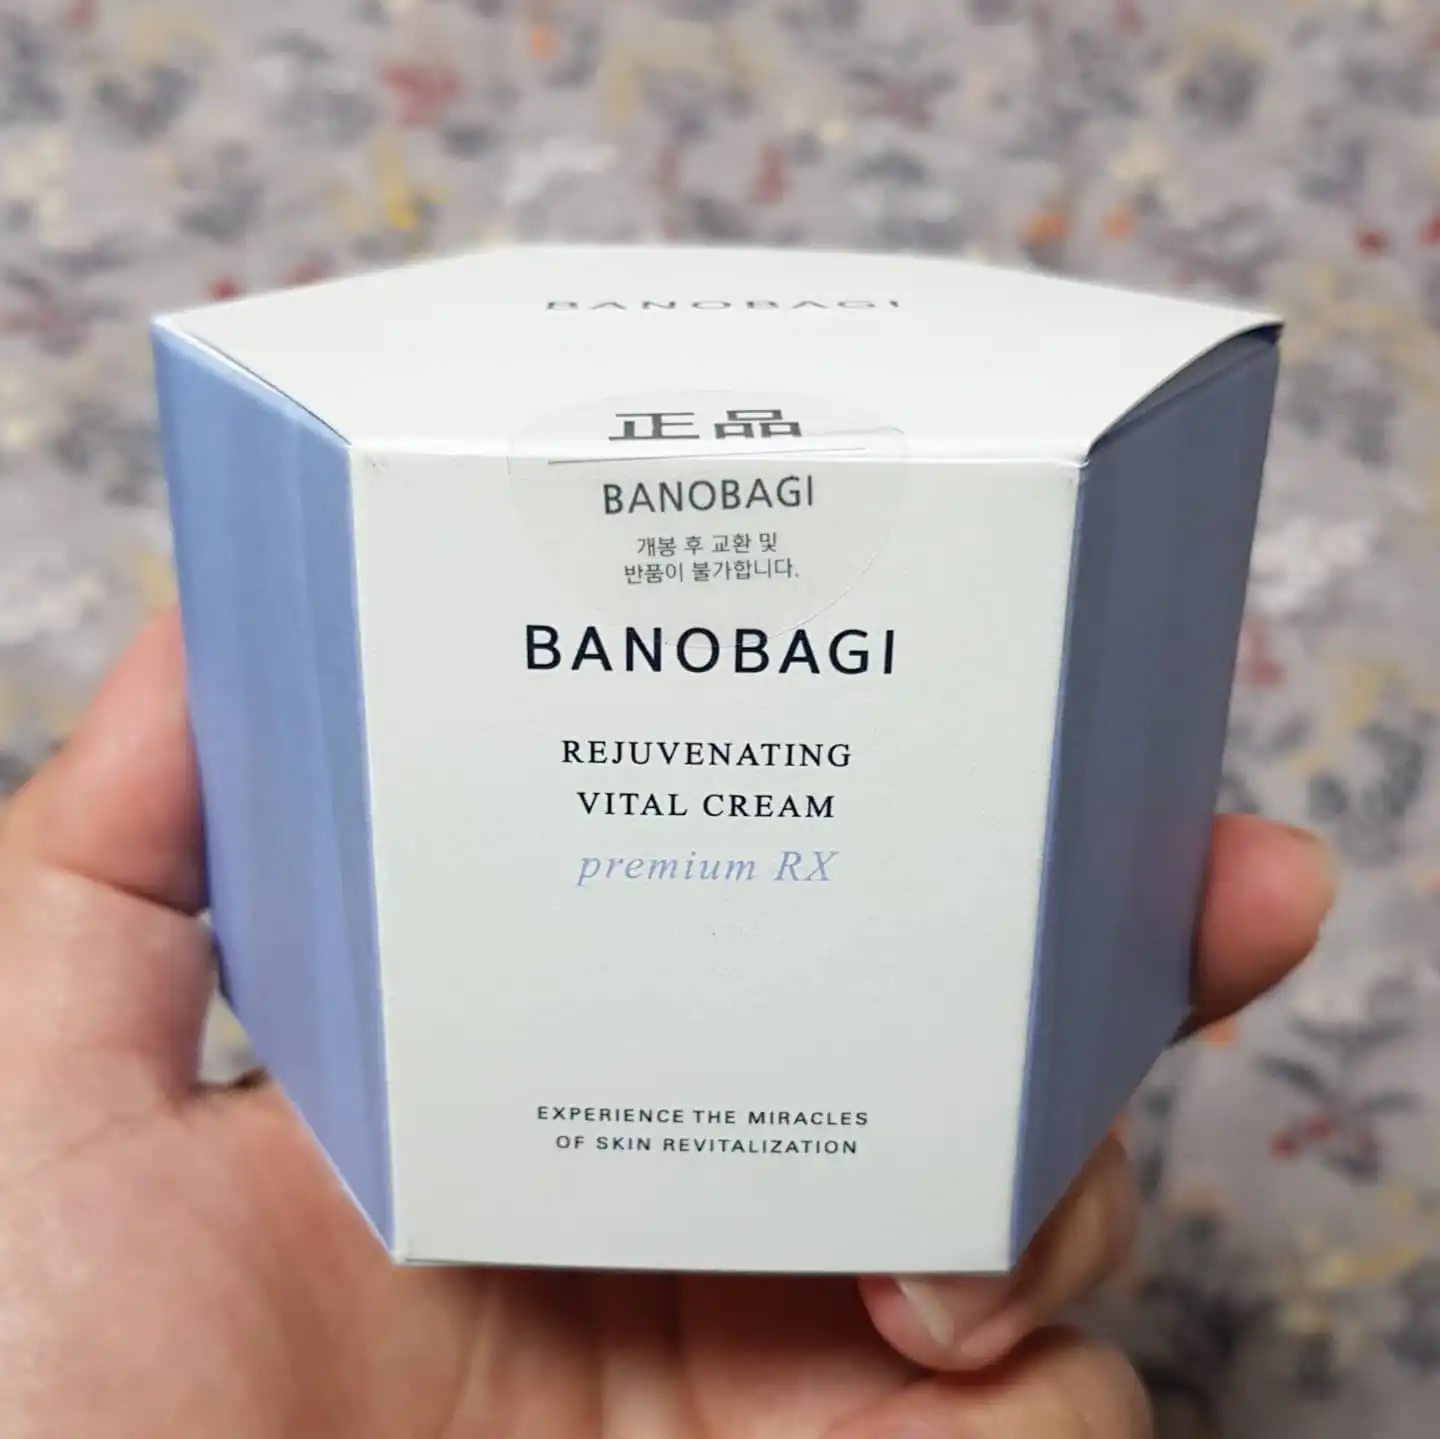 BANOBAGI
正品
BANOBAGI
개봉 후 교환 및
반품이 불가합니다.
BANOBAGI
REJUVENATING
VITAL CREAM
premium RX
EXPERIENCE THE MIRACLES
OF SKIN REVITALIZATION